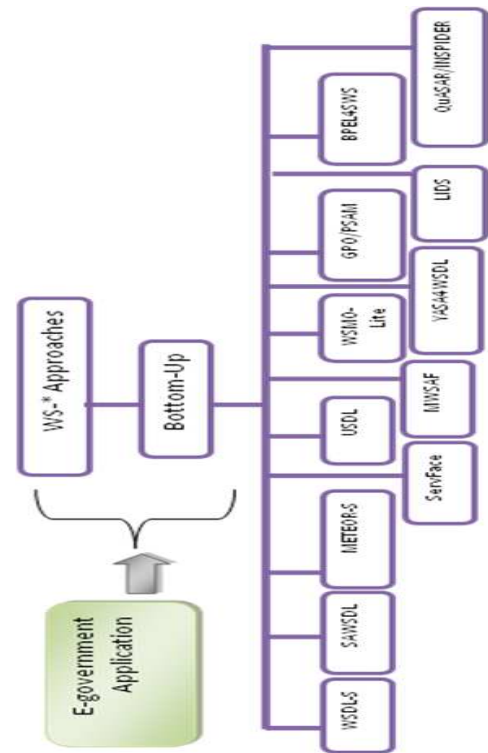 E-government
Application
WS-* Approaches
Bottom-Up
WSDL-S
SAWSDL
METEOR-S
USDL
WSMO-
Lite
GPO/PSAM
BPEL4SWS
ServFace
MWSAF
YASA4WSDL
LIDS
QuASAR/INSPIDER